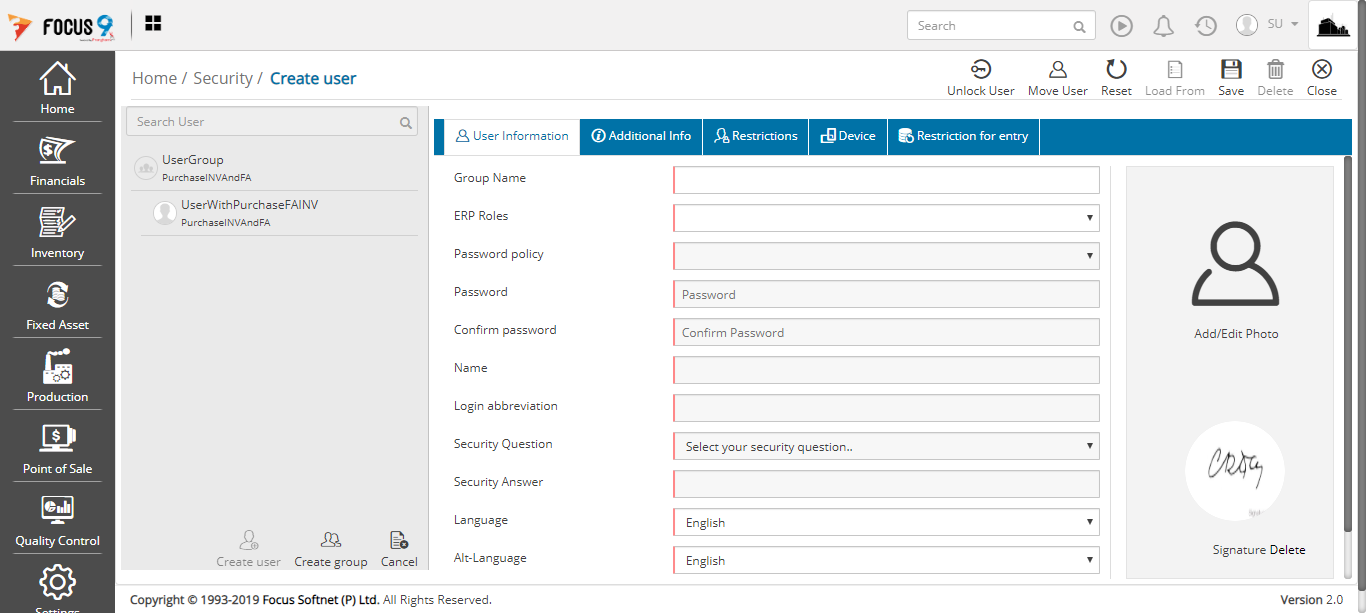 FOCUS 9
Search
SU
Home
Financials
Inventory
Fixed Asset
Production
Point of Sale
Quality Control
Settings
Home / Security / Create user
Unlock User
Move User
Reset
Load From
Save
Delete
Close
Search User
UserGroup
PurchaseINVAndFA
UserWithPurchaseFAINV
PurchaseINVAndFA
Create user
Create group
Cancel
User Information
Additional Info
Restrictions
Device
Restriction for entry
Group Name
ERP Roles
Password policy
Password
Password
Confirm password
Confirm Password
Name
Login abbreviation
Security Question
Select your security question..
Security Answer
Language
English
Alt-Language
English
Add/Edit Photo
Signature Delete
Copyright © 1993-2019 Focus Softnet (P) Ltd. All Rights Reserved.
Version 2.0